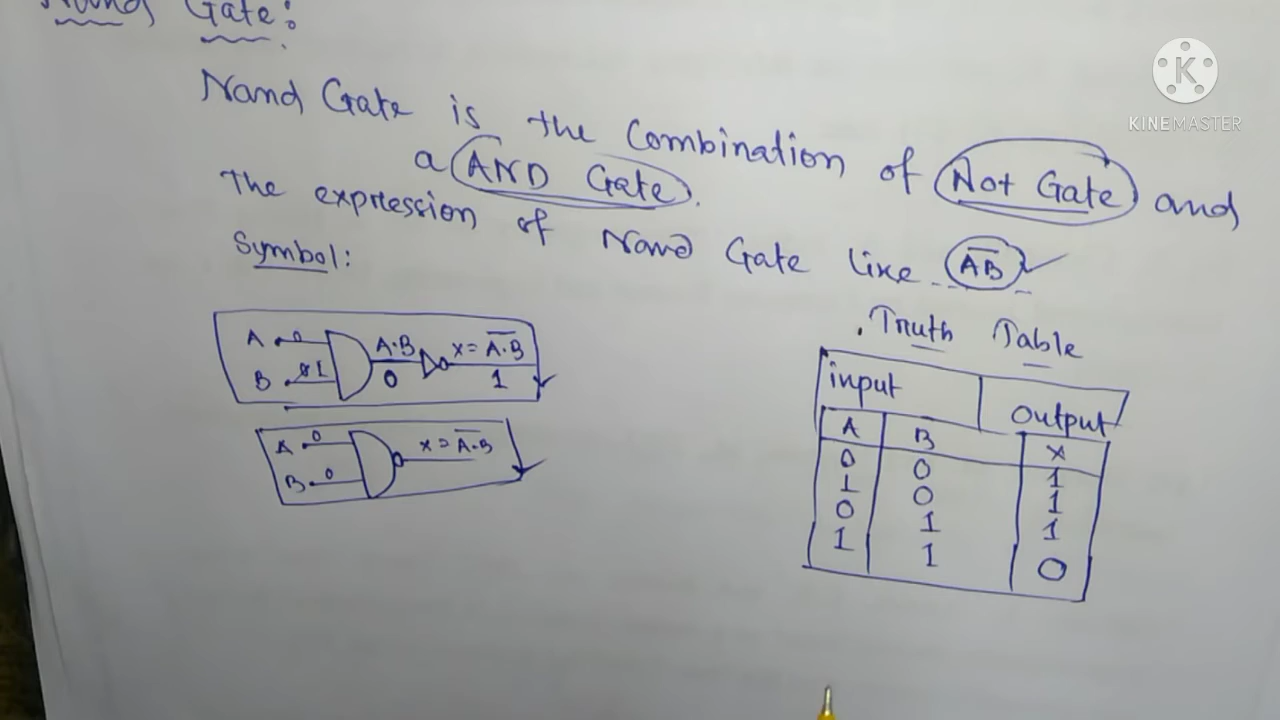 Nand Gate:
Nand Gate is the Combination of Not Gate and
a AND Gate.
The expression of Nand Gate like A̅B̅
Symbol:
A 0 A·B x = A̅·̅B̅
B 1 0 1
A 0 x = A̅·̅B̅
B 0
Truth Table
input Output
A B x
0 0 1
1 0 1
0 1 1
1 1 0
K
KINEMASTER